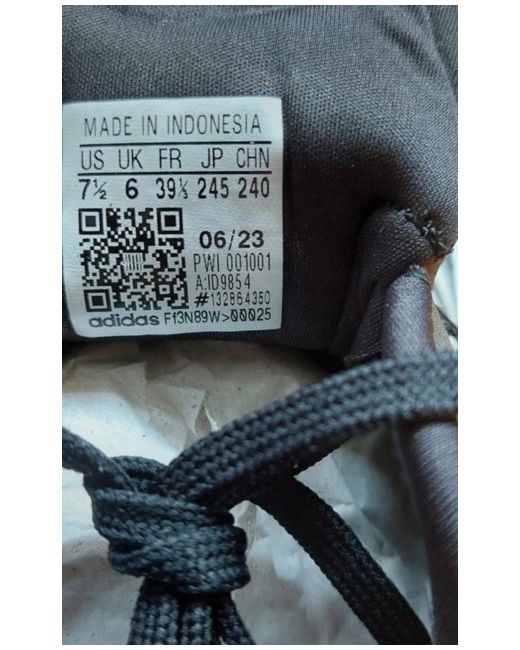 MADE IN INDONESIA
US UK FR JP CHN
7½ 6 39⅓ 245 240
06/23
PWI 001001
A:ID9854
#132864350
adidas Ff3N89W>00025